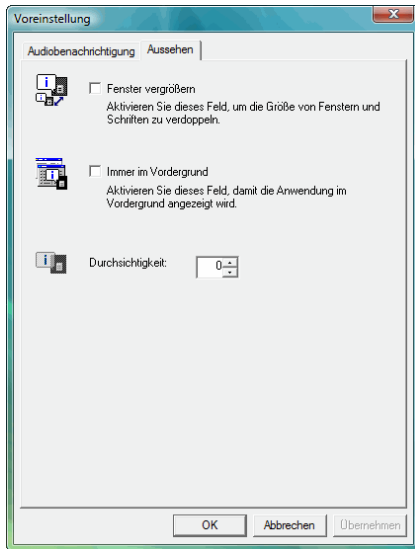 Voreinstellung
Audiobenachrichtigung Aussehen
Fenster vergrößern
Aktivieren Sie dieses Feld, um die Größe von Fenstern und
Schriften zu verdoppeln.
Immer im Vordergrund
Aktivieren Sie dieses Feld, damit die Anwendung im
Vordergrund angezeigt wird.
Durchsichtigkeit: 0
OK Abbrechen Übernehmen